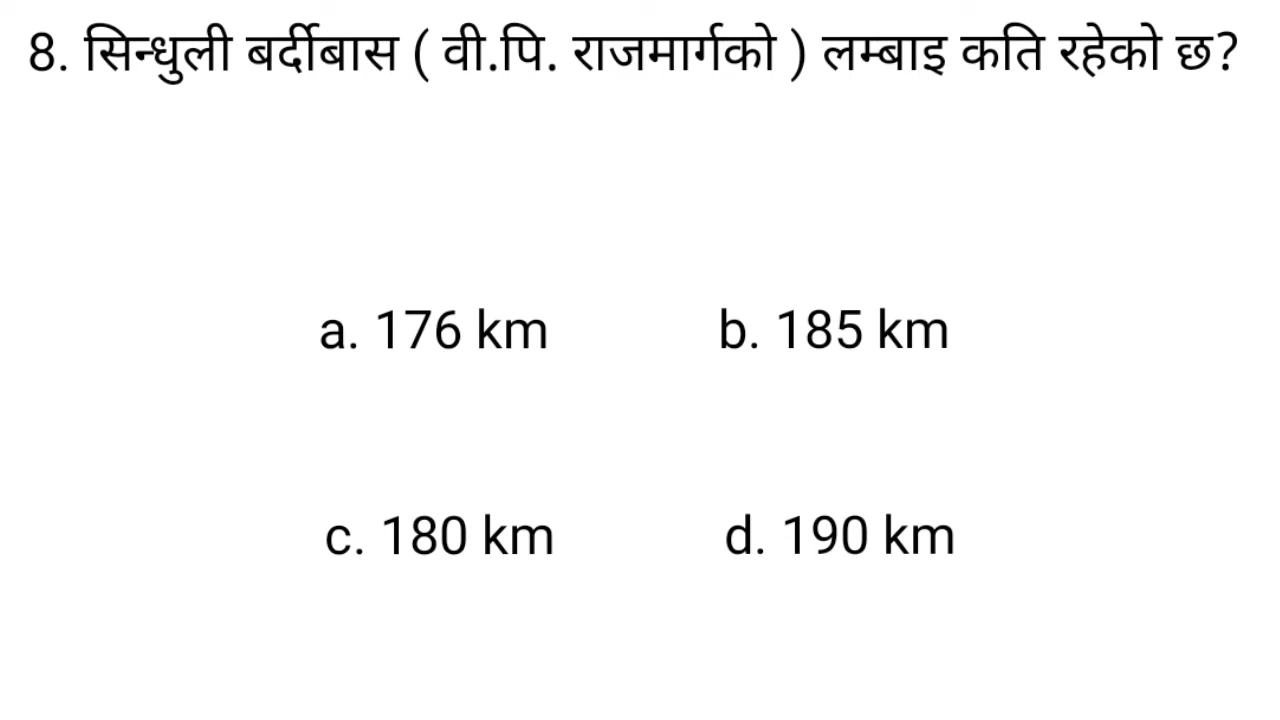 8. सिन्धुली बर्दीबास ( वी.पि. राजमार्गको ) लम्बाइ कति रहेको छ?
a. 176 km b. 185 km
c. 180 km d. 190 km